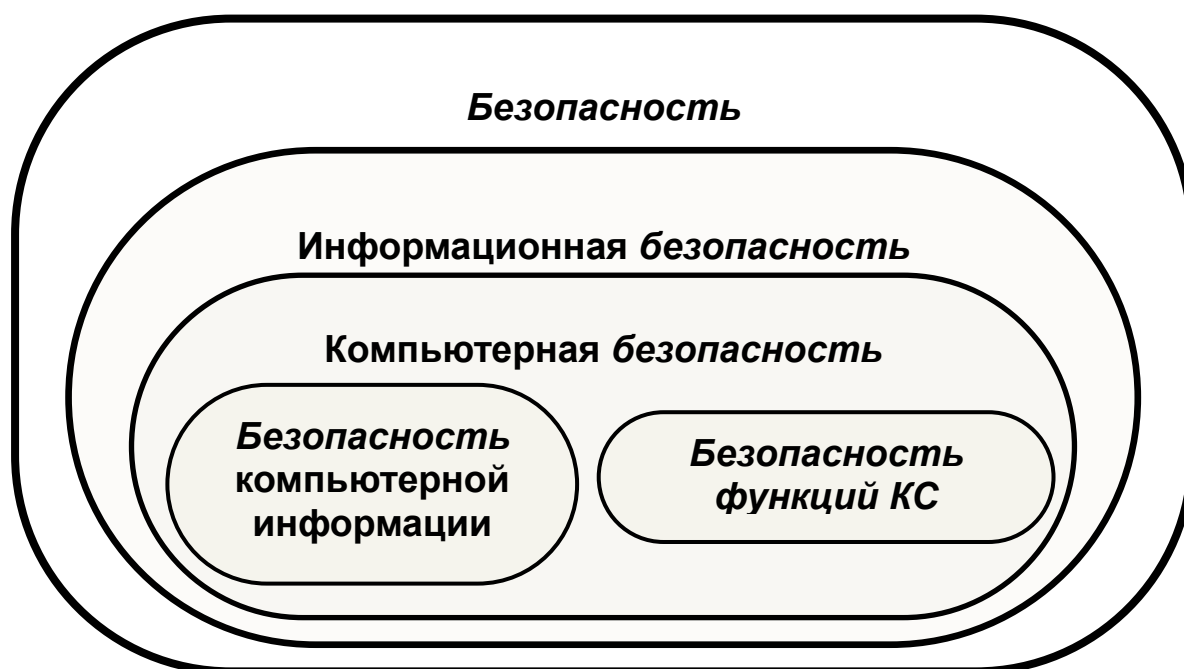 Безопасность
Информационная безопасность
Компьютерная безопасность
Безопасность
компьютерной
информации
Безопасность
функций КС